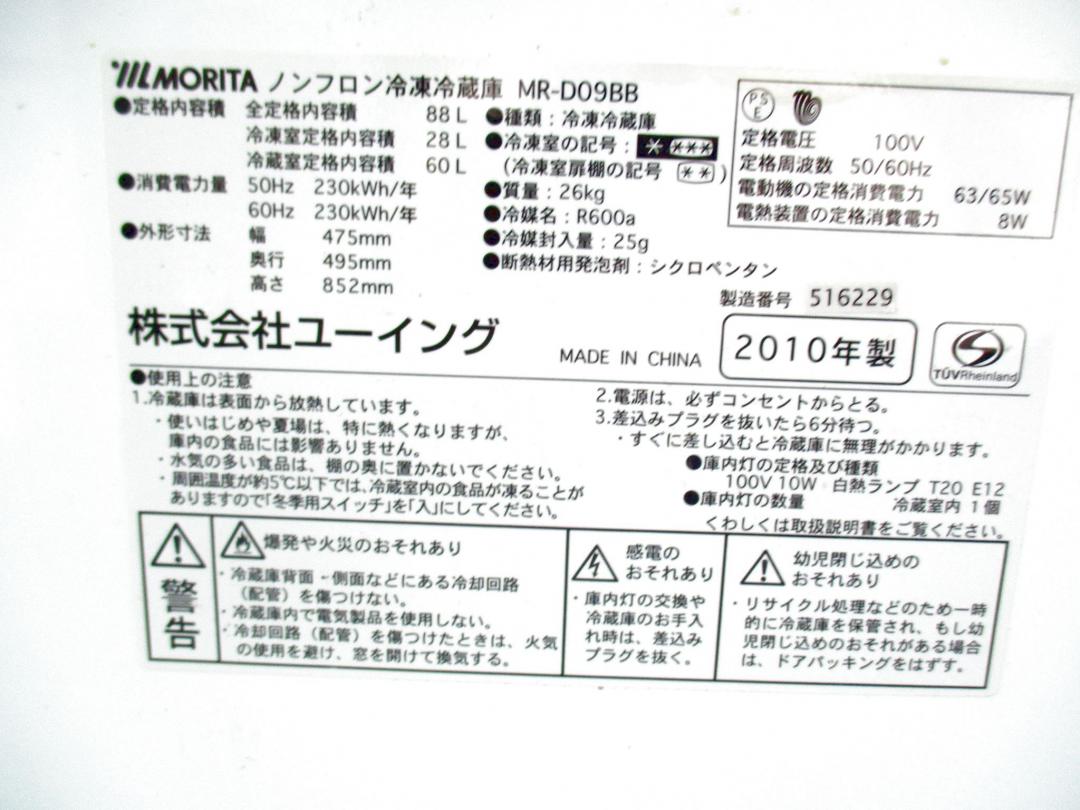 MORITA ノンフロン冷凍冷蔵庫 MR-D09BB
●定格内容積 全定格内容積 88 L
冷凍室定格内容積 28 L
冷蔵室定格内容積 60 L
●消費電力量 50Hz 230kWh/年
60Hz 230kWh/年
●外形寸法 幅 475mm
奥行 495mm
高さ 852mm
●種類：冷凍冷蔵庫
●冷凍室の記号：* ***
(冷凍室扉棚の記号 **)
●質量：26kg
●冷媒名：R600a
●冷媒封入量：25g
●断熱材用発泡剤：シクロペンタン
PSE
定格電圧 100V
定格周波数 50/60Hz
電動機の定格消費電力 63/65W
電熱装置の定格消費電力 8W
製造番号 516229
株式会社ユーイング
MADE IN CHINA
2010年製
TÜVRheinland
●使用上の注意
1.冷蔵庫は表面から放熱しています。
・使いはじめや夏場は、特に熱くなりますが、
庫内の食品には影響ありません。
・水気の多い食品は、棚の奥に置かないでください。
・周囲温度が約5℃以下では、冷蔵室内の食品が凍ることが
ありますので「冬季用スイッチ」を「入」にしてください。
2.電源は、必ずコンセントからとる。
3.差込みプラグを抜いたら6分待つ。
・すぐに差し込むと冷蔵庫に無理がかかります。
●庫内灯の定格及び種類
100V 10W 白熱ランプ T20 E12
●庫内灯の数量 冷蔵室内 1個
くわしくは取扱説明書をご覧ください。
警告
爆発や火災のおそれあり
・冷蔵庫背面・側面などにある冷却回路
（配管）を傷つけない。
・冷蔵庫内で電気製品を使用しない。
・冷却回路（配管）を傷つけたときは、火気
の使用を避け、窓を開けて換気する。
感電の
おそれあり
・庫内灯の交換や
冷蔵庫のお手入
れ時は、差込み
プラグを抜く。
幼児閉じ込めの
おそれあり
・リサイクル処理などのため一時
的に冷蔵庫を保管され、もし幼
児閉じ込めのおそれがある場合
は、ドアパッキングをはずす。